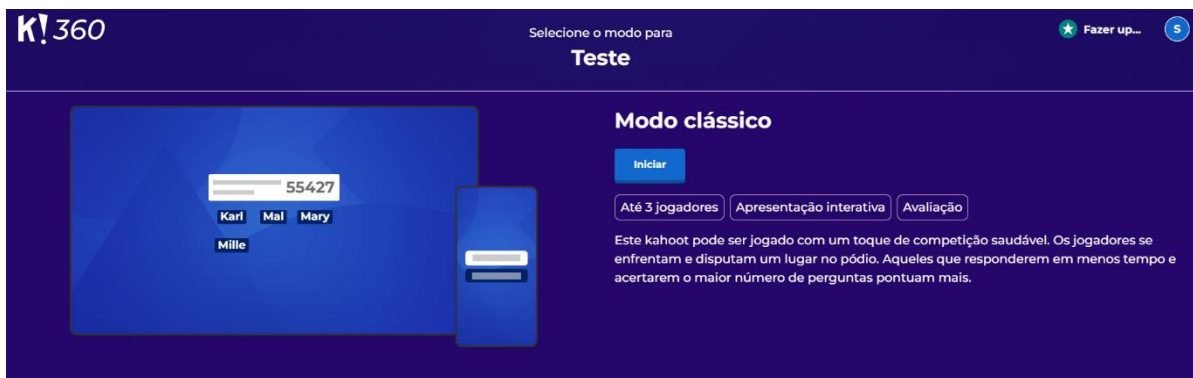 K! 360
Selecione o modo para
Teste
Fazer up...
S
55427
Karl Mal Mary
Mille
Modo clássico
Iniciar
Até 3 jogadores Apresentação interativa Avaliação
Este kahoot pode ser jogado com um toque de competição saudável. Os jogadores se
enfrentam e disputam um lugar no pódio. Aqueles que responderem em menos tempo e
acertarem o maior número de perguntas pontuam mais.